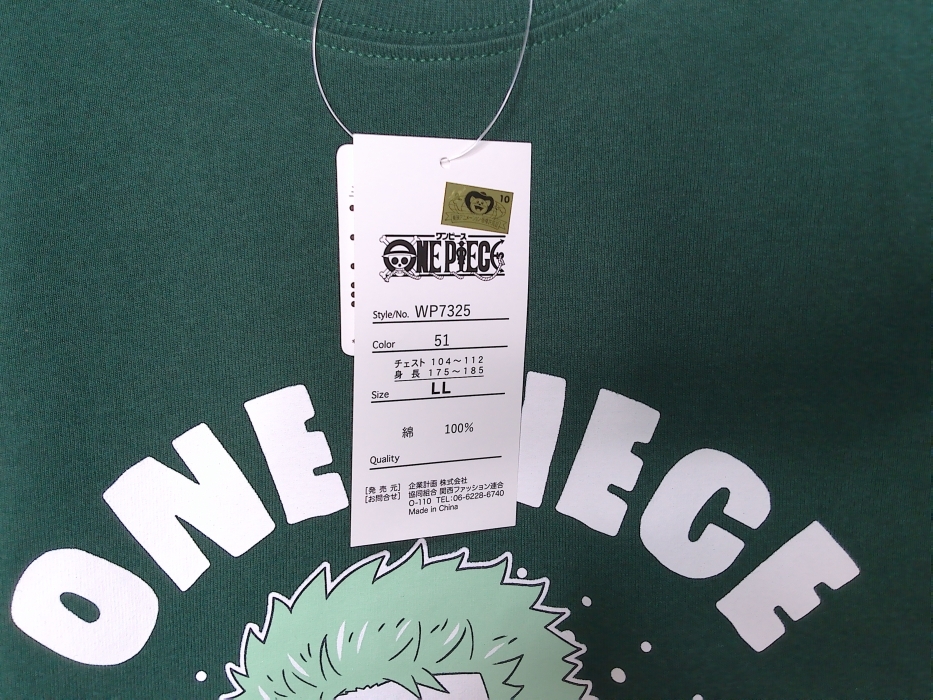 10
ワンピース
ONE PIECE
Style/No. WP7325
Color 51
チェスト 104～112
身 長 175～185
Size LL
綿 100%
Quality
[発 売 元] 企業計画 株式会社
[お問合せ] 協同組合 関西ファッション連合
O-110 TEL:06-6228-6740
Made in China
ONE PIECE